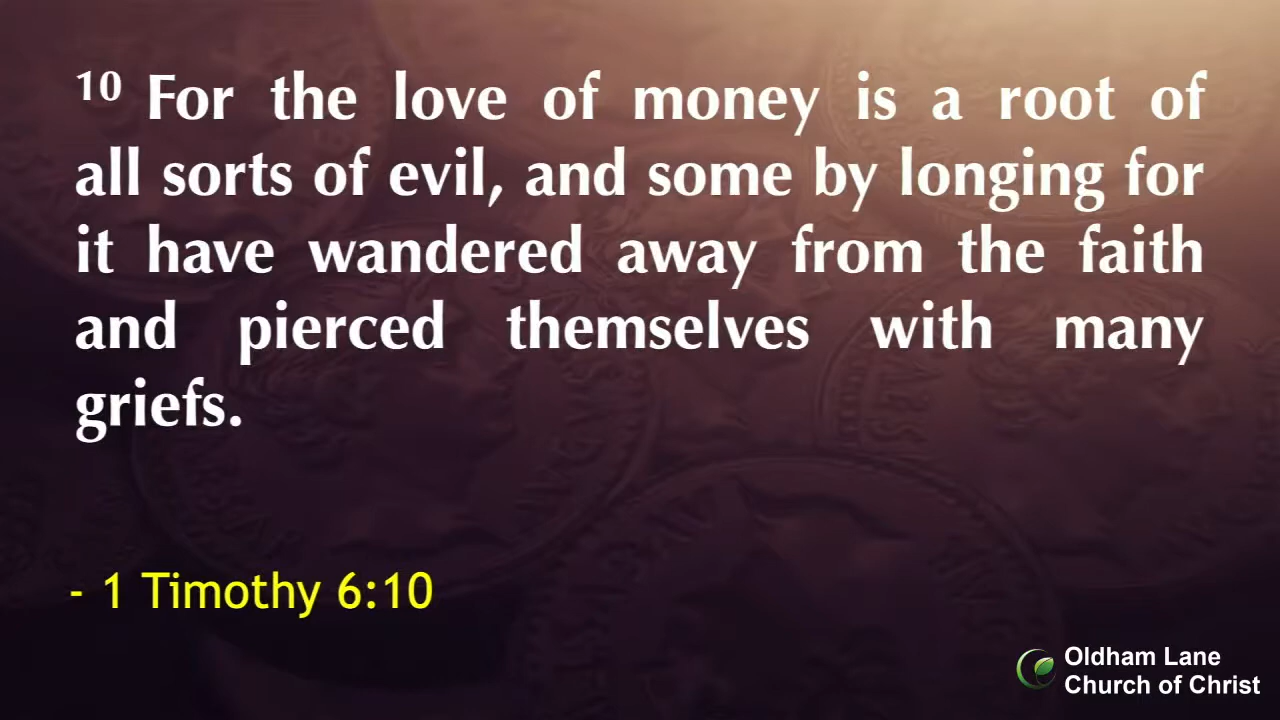 10 For the love of money is a root of
all sorts of evil, and some by longing for
it have wandered away from the faith
and pierced themselves with many
griefs.
- 1 Timothy 6:10
Oldham Lane
Church of Christ